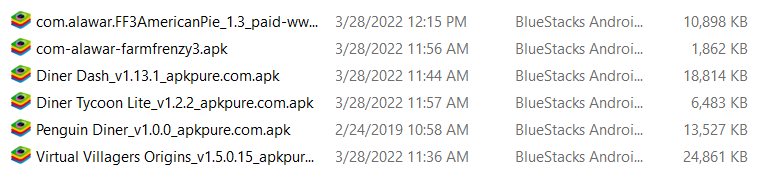 com.alawar.FF3AmericanPie_1.3_paid-ww... 3/28/2022 12:15 PM BlueStacks Androi... 10,898 KB
com-alawar-farmfrenzy3.apk 3/28/2022 11:56 AM BlueStacks Androi... 1,862 KB
Diner Dash_v1.13.1_apkpure.com.apk 3/28/2022 11:44 AM BlueStacks Androi... 18,814 KB
Diner Tycoon Lite_v1.2.2_apkpure.com.apk 3/28/2022 11:57 AM BlueStacks Androi... 6,483 KB
Penguin Diner_v1.0.0_apkpure.com.apk 2/24/2019 10:58 AM BlueStacks Androi... 13,527 KB
Virtual Villagers Origins_v1.5.0.15_apkpur... 3/28/2022 11:36 AM BlueStacks Androi... 24,861 KB